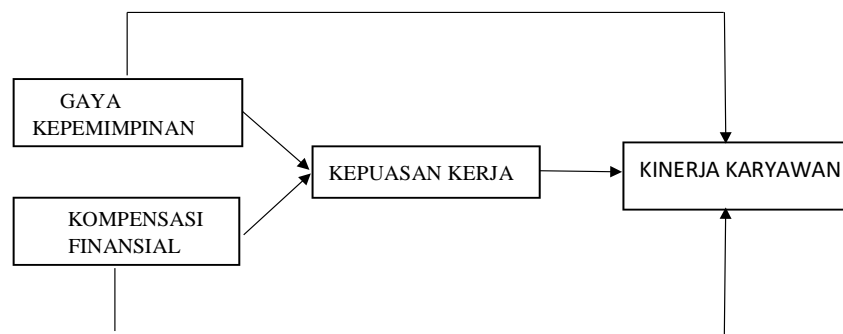 GAYA
KEPEMIMPINAN
KEPUASAN KERJA
KINERJA KARYAWAN
KOMPENSASI
FINANSIAL